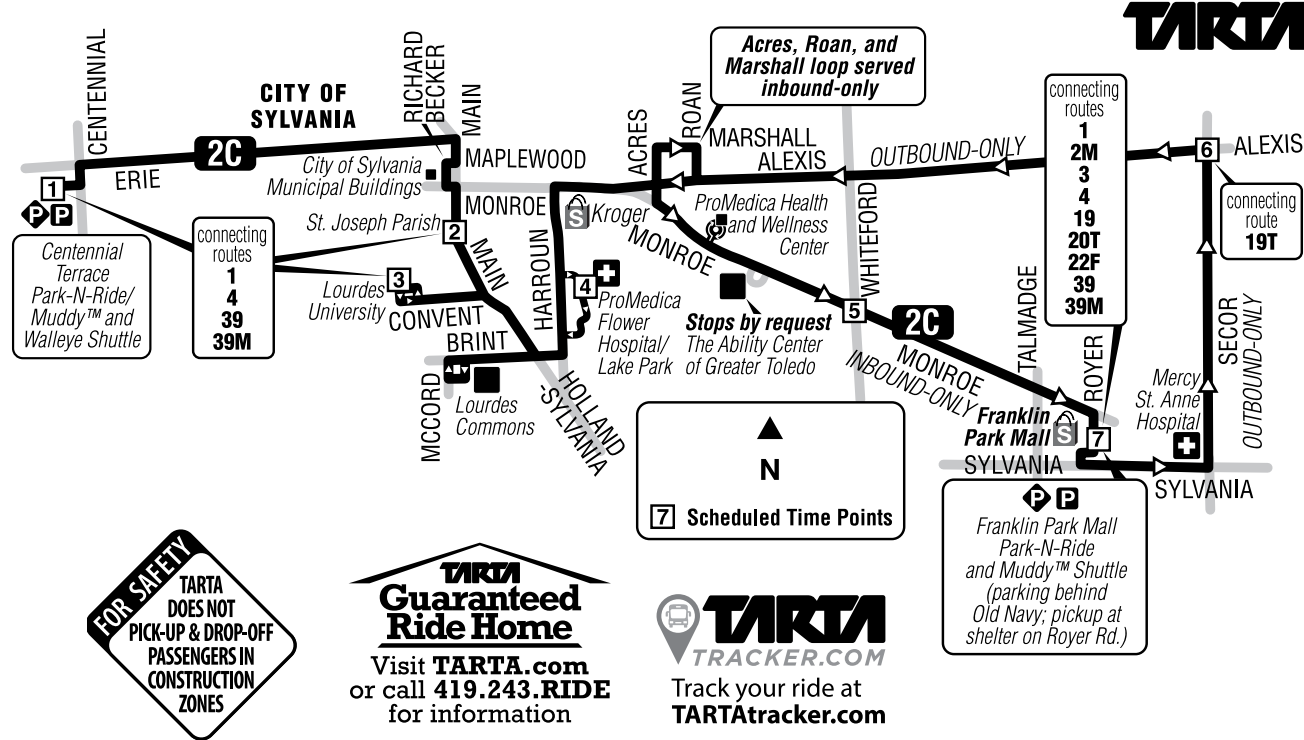 TARTA
CENTENNIAL
CITY OF
SYLVANIA
RICHARD
BECKER
MAIN
2C
ERIE
City of Sylvania
Municipal Buildings
MAPLEWOOD
1
P P
Centennial
Terrace
Park-N-Ride/
Muddy™ and
Walleye Shuttle
connecting
routes
1
4
39
39M
St. Joseph Parish
2
MONROE
MAIN
3
Lourdes
University
CONVENT
BRINT
MCCORD
Lourdes
Commons
HOLLAND
-SYLVANIA
HARROUN
S Kroger
4
ProMedica
Flower
Hospital/
Lake Park
ACRES
ROAN
MARSHALL
ALEXIS
Acres, Roan, and
Marshall loop served
inbound-only
OUTBOUND-ONLY
ProMedica Health
and Wellness
Center
MONROE
WHITEFORD
Stops by request
The Ability Center
of Greater Toledo
5
2C
MONROE
INBOUND-ONLY
connecting
routes
1
2M
3
4
19
20T
22F
39
39M
6
ALEXIS
connecting
route
19T
TALMADGE
ROYER
SECOR
OUTBOUND-ONLY
Mercy
St. Anne
Hospital
Franklin
Park Mall
S
7
SYLVANIA
SYLVANIA
P P
Franklin Park Mall
Park-N-Ride
and Muddy™ Shuttle
(parking behind
Old Navy; pickup at
shelter on Royer Rd.)
N
7 Scheduled Time Points
FOR SAFETY
TARTA
DOES NOT
PICK-UP & DROP-OFF
PASSENGERS IN
CONSTRUCTION
ZONES
TARTA
Guaranteed
Ride Home
Visit TARTA.com
or call 419.243.RIDE
for information
TARTA
TRACKER.COM
Track your ride at
TARTAtracker.com